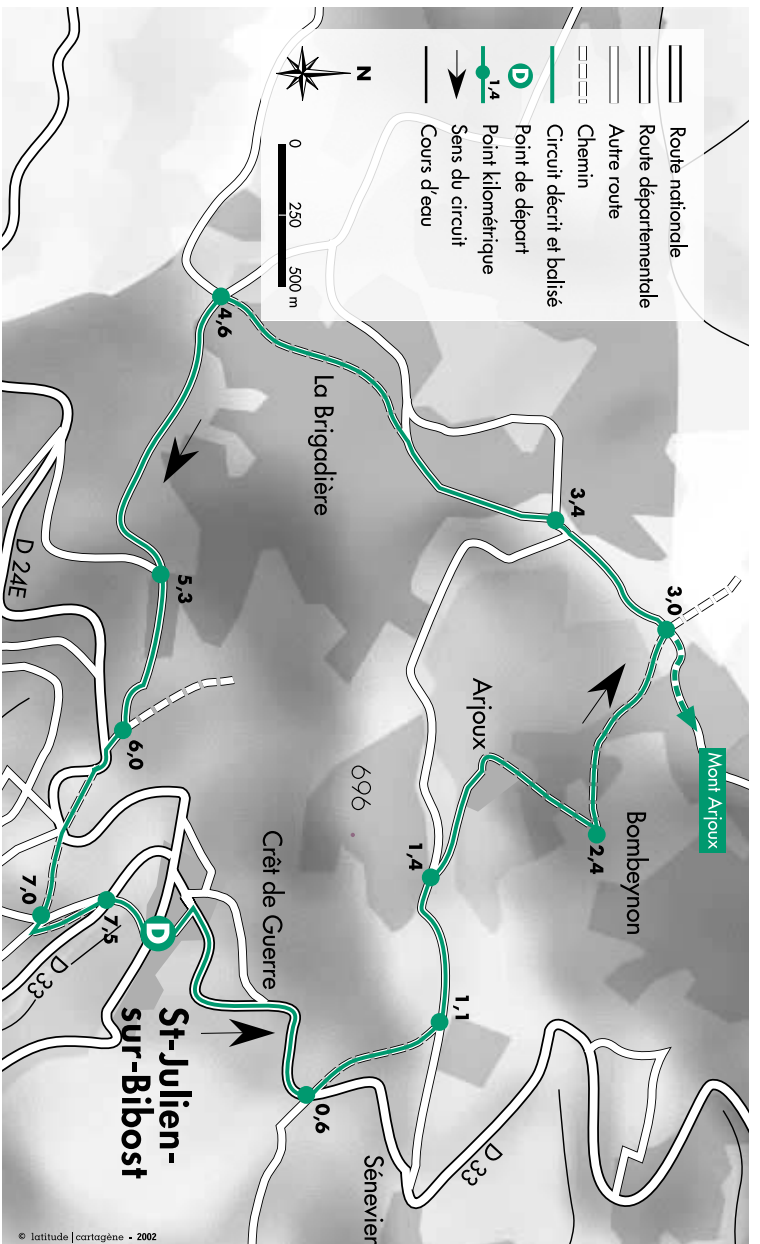 Route nationale
Route départementale
Autre route
Chemin
Circuit décrit et balisé
D
Point de départ
1,4
Point kilométrique
Sens du circuit
Cours d'eau
N
0
250
500 m
4,6
La Brigadière
3,4
3,0
Mont Arjoux
Bombeynon
2,4
Arjoux
1,4
696
5,3
D 24E
6,0
Crêt de Guerre
1,1
7,0
7,5
D
D 33
St-Julien-
sur-Bibost
0,6
D 33
Sénevier
© latitude | cartagène - 2002